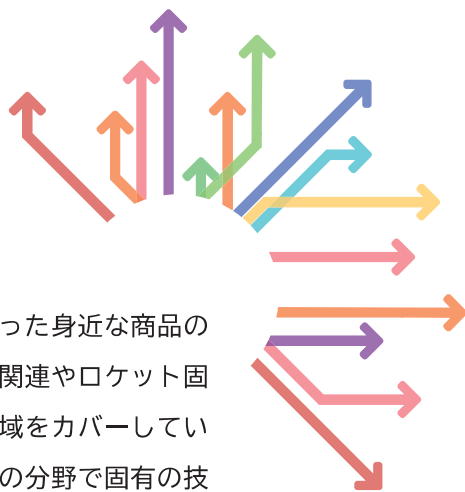 った身近な商品の
関連やロケット固
域をカバーしてい
の分野で固有の技